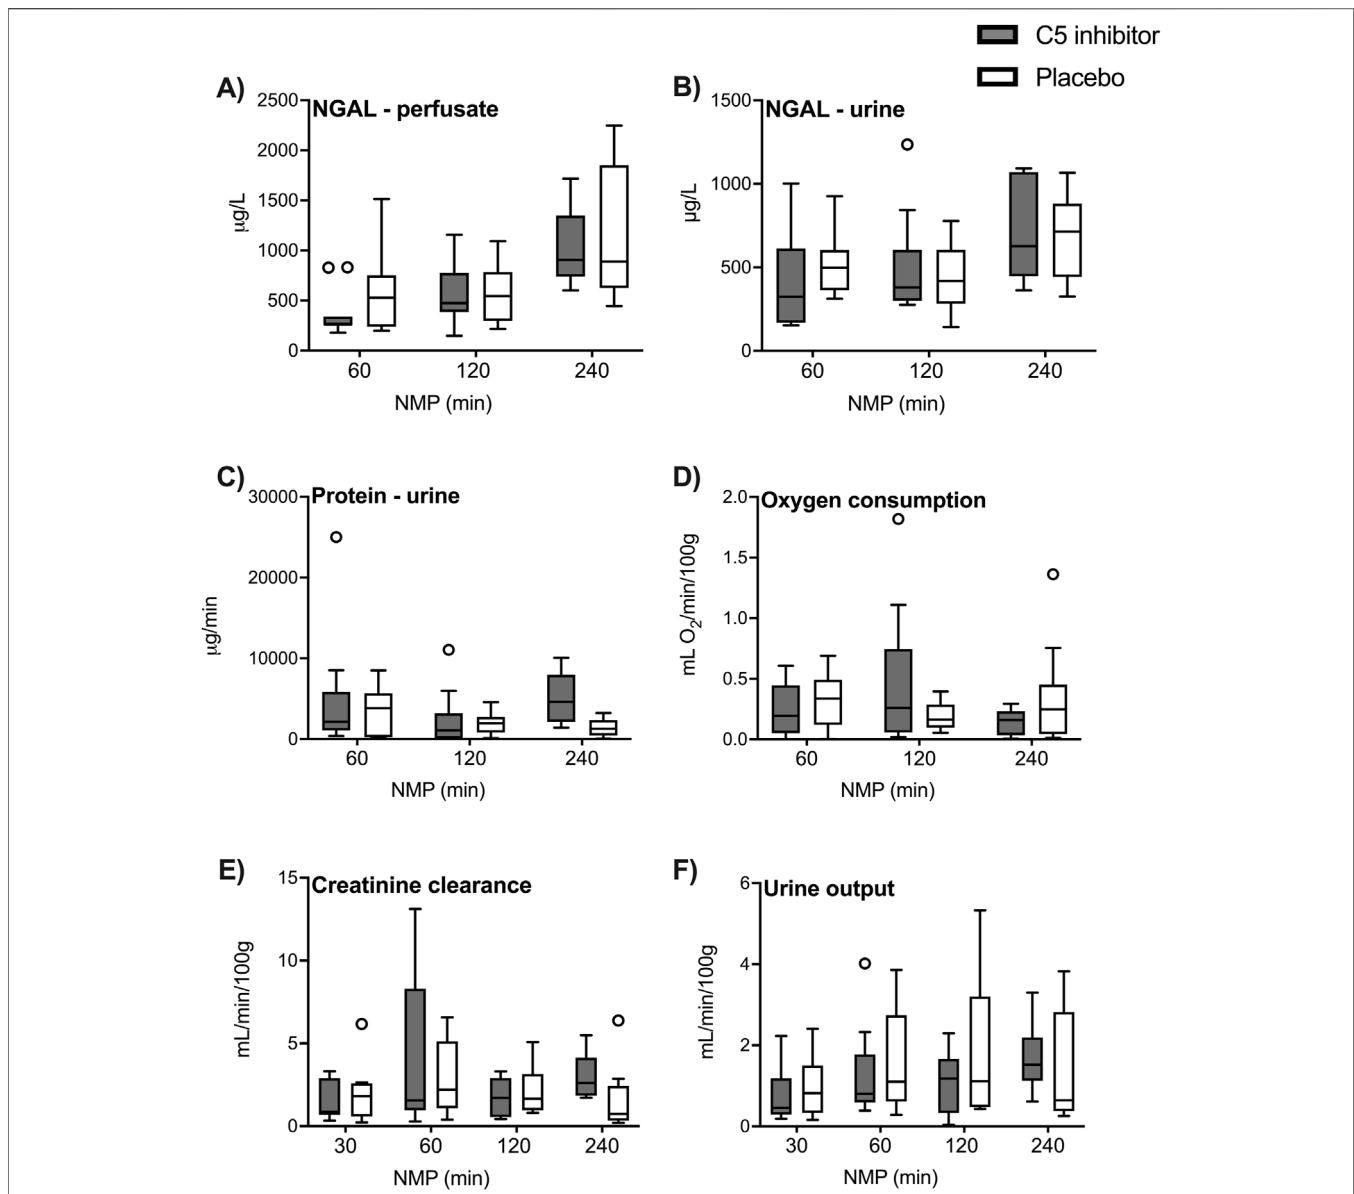 C5 inhibitor
Placebo
A)
NGAL - perfusate
2500
2000
1500
1000
500
0
µg/L
60 120 240
NMP (min)
B)
NGAL - urine
1500
1000
500
0
µg/L
60 120 240
NMP (min)
C)
Protein - urine
30000
20000
10000
0
µg/min
60 120 240
NMP (min)
D)
Oxygen consumption
2.0
1.5
1.0
0.5
0.0
mL O2/min/100g
60 120 240
NMP (min)
E)
Creatinine clearance
15
10
5
0
mL/min/100g
30 60 120 240
NMP (min)
F)
Urine output
6
4
2
0
mL/min/100g
30 60 120 240
NMP (min)